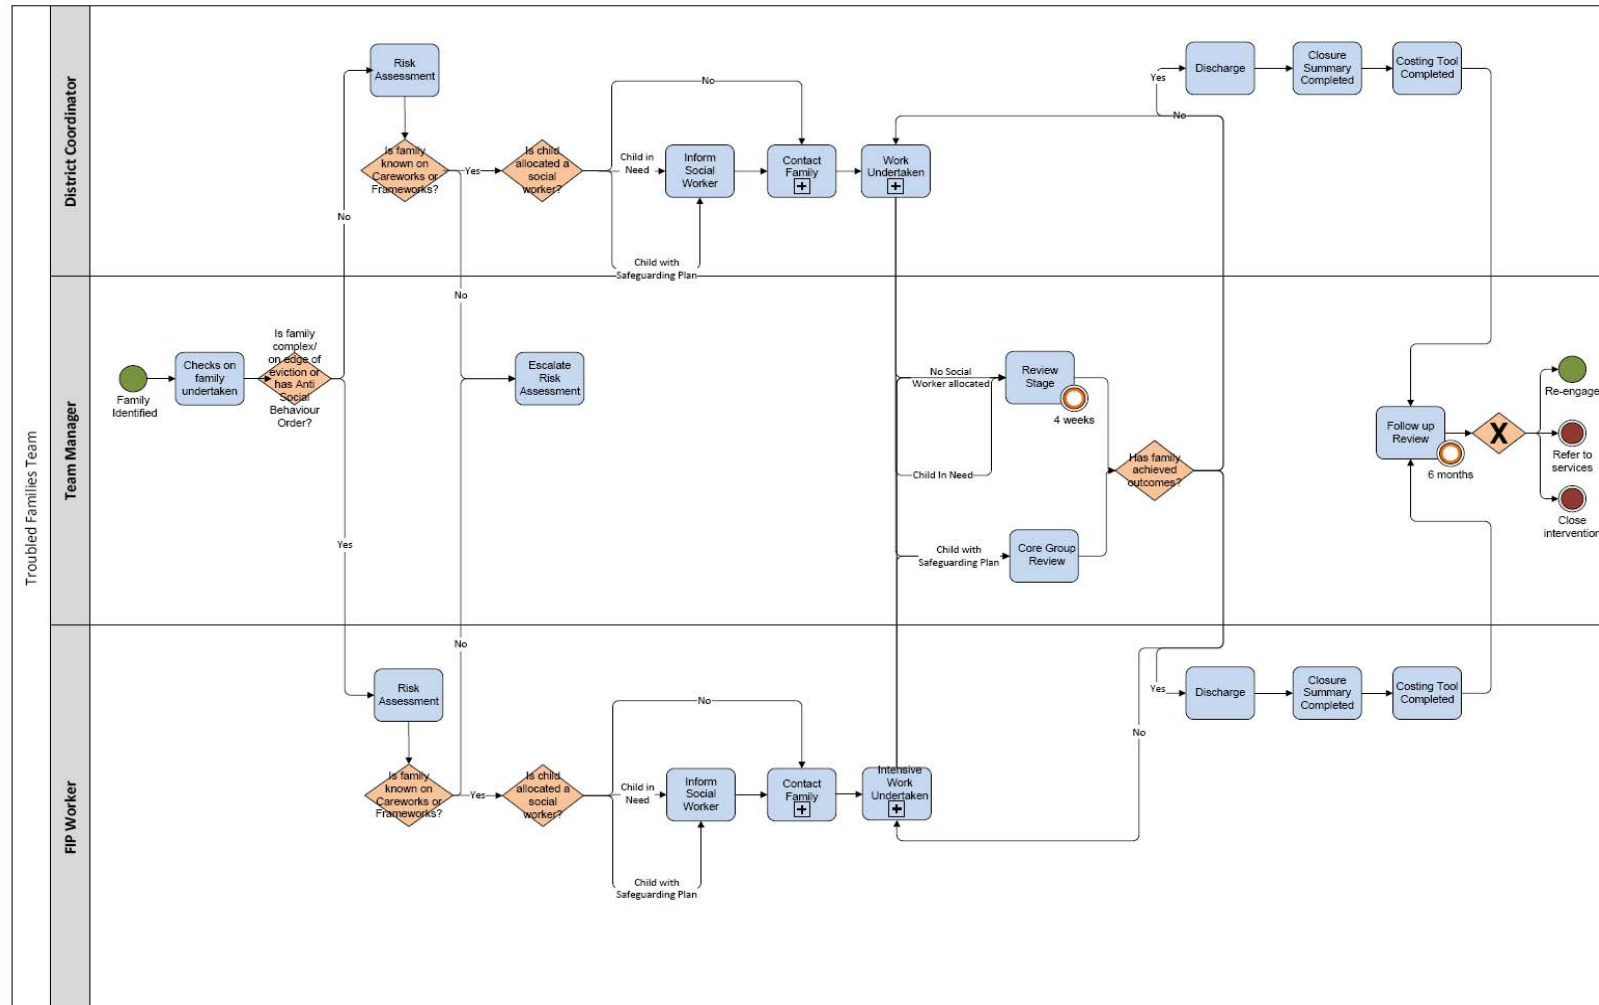 Troubled Families Team
District Coordinator
Risk
Assessment
Is family
known on
Careworks or
Frameworks?
Yes
Is child
allocated a
social
worker?
No
Child in
Need
Child with
Safeguarding Plan
Inform
Social
Worker
Contact
Family
Work
Undertaken
Yes
No
Discharge
Closure
Summary
Completed
Costing Tool
Completed
No
Team Manager
Family
Identified
Checks on
family
undertaken
Is family
complex/
on edge of
eviction or
has Anti
Social
Behaviour
Order?
No
Escalate
Risk
Assessment
No Social
Worker allocated
Review
Stage
4 weeks
Child In Need
Child with
Safeguarding Plan
Core Group
Review
Has family
achieved
outcomes?
Follow up
Review
6 months
X
Re-engage
Refer to
services
Close
intervention
Yes
FIP Worker
No
Risk
Assessment
Is family
known on
Careworks or
Frameworks?
Yes
Is child
allocated a
social
worker?
No
Child in
Need
Child with
Safeguarding Plan
Inform
Social
Worker
Contact
Family
Intensive
Work
Undertaken
No
Yes
Discharge
Closure
Summary
Completed
Costing Tool
Completed